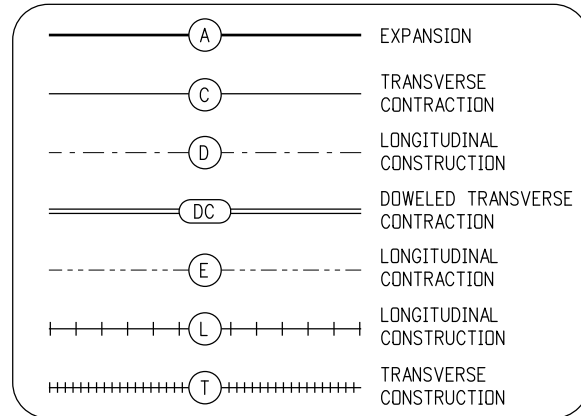 A EXPANSION
C TRANSVERSE
CONTRACTION
D LONGITUDINAL
CONSTRUCTION
DC DOWELED TRANSVERSE
CONTRACTION
E LONGITUDINAL
CONTRACTION
L LONGITUDINAL
CONSTRUCTION
T TRANSVERSE
CONSTRUCTION